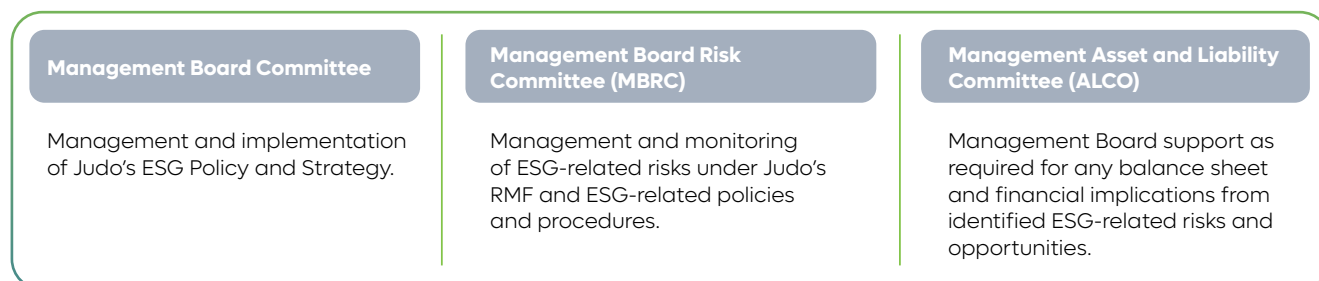 Management Board Committee
Management and implementation
of Judo's ESG Policy and Strategy.
Management Board Risk
Committee (MBRC)
Management and monitoring
of ESG-related risks under Judo's
RMF and ESG-related policies
and procedures.
Management Asset and Liability
Committee (ALCO)
Management Board support as
required for any balance sheet
and financial implications from
identified ESG-related risks and
opportunities.